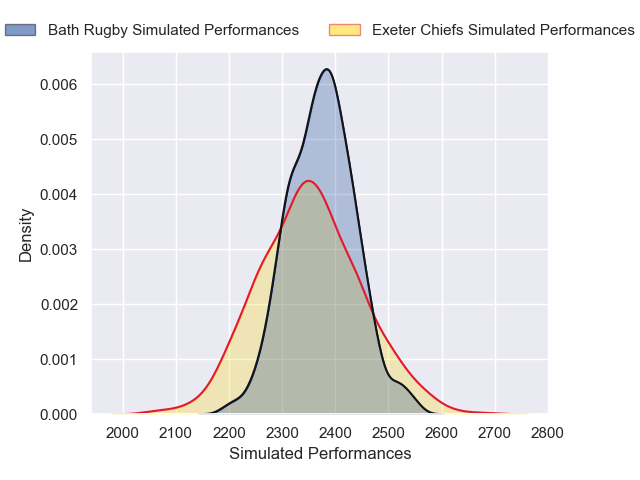 Bath Rugby Simulated Performances
Exeter Chiefs Simulated Performances
0.006
0.005
0.004
0.003
0.002
0.001
0.000
Density
2000 2100 2200 2300 2400 2500 2600 2700 2800
Simulated Performances